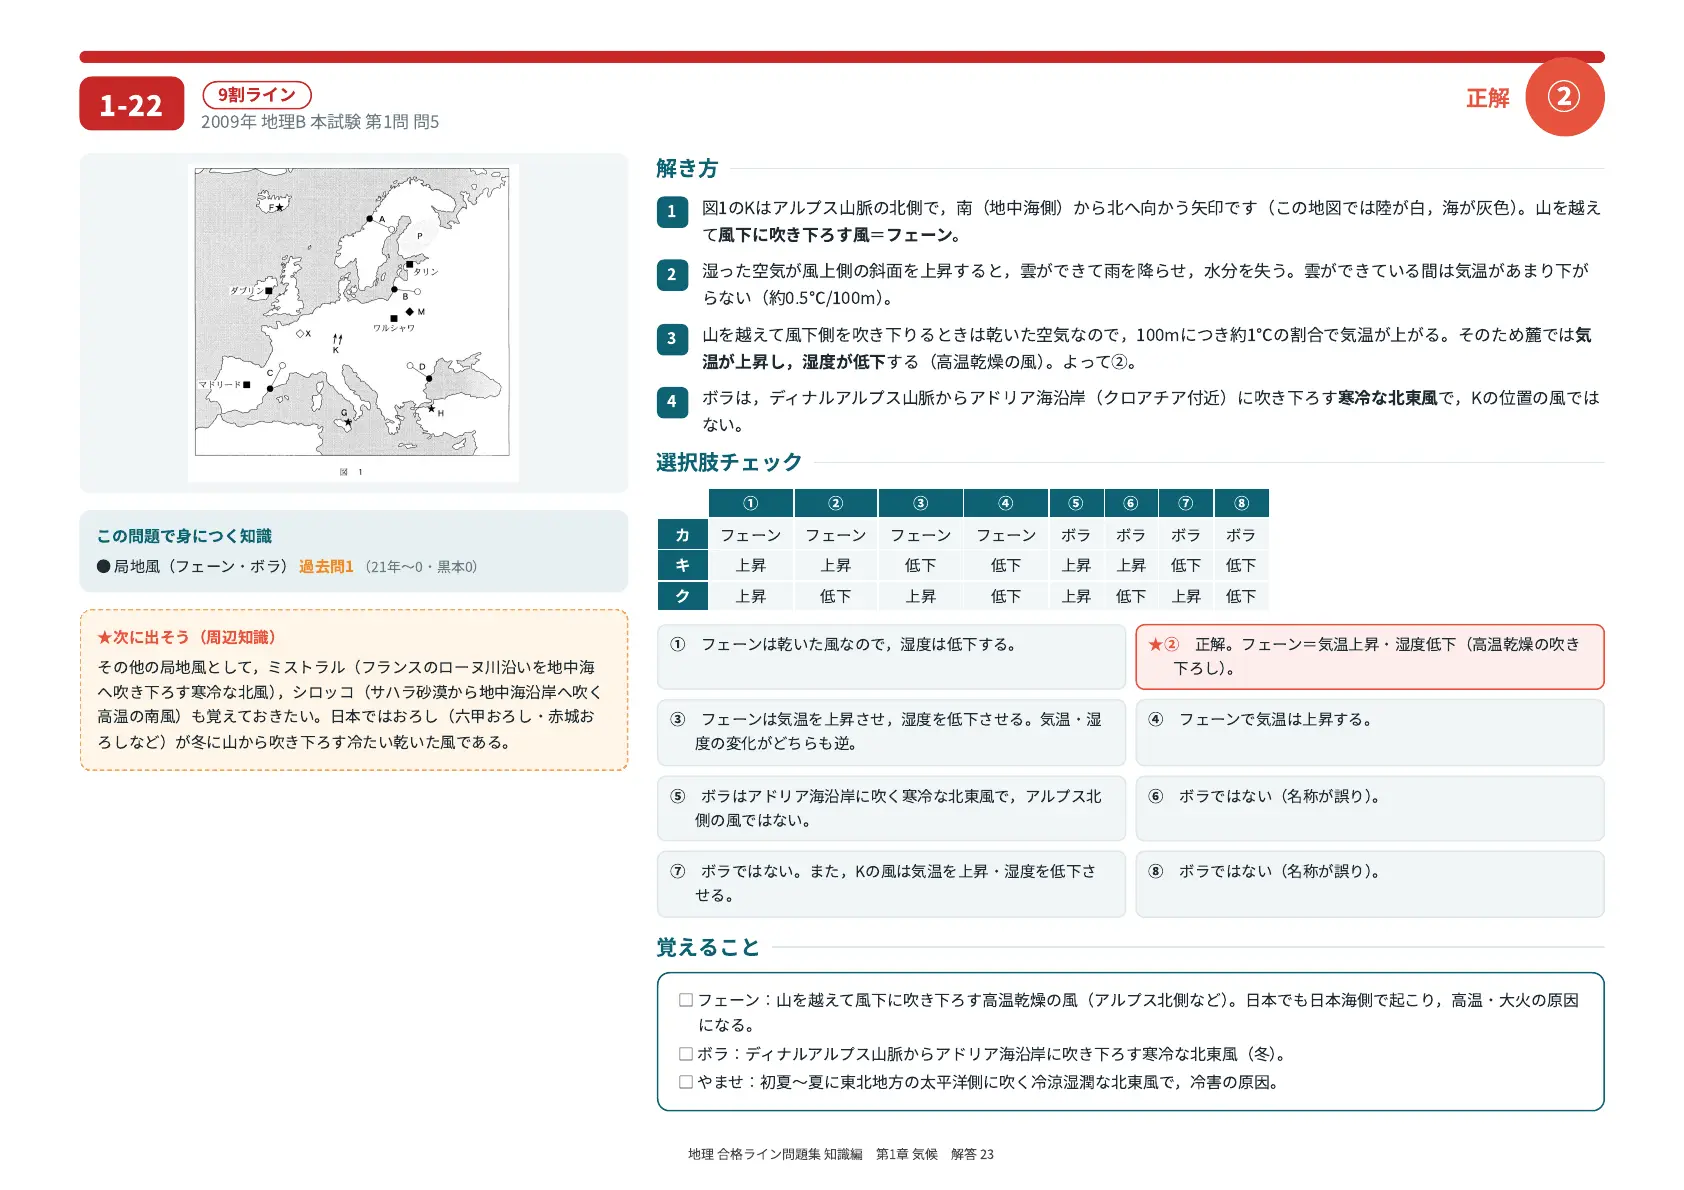 1-22
9割ライン
2009年 地理B 本試験 第1問 問5
正解 ②
F★
A
P
タリン
ダブリン
B
M
ワルシャワ
X
K
C
D
マドリード
G
H
図 1
この問題で身につく知識
●局地風（フェーン・ボラ） 過去問1 （21年〜0・黒本0）
★次に出そう（周辺知識）
その他の局地風として，ミストラル（フランスのローヌ川沿いを地中海
へ吹き下ろす寒冷な北風），シロッコ（サハラ砂漠から地中海沿岸へ吹く
高温の南風）も覚えておきたい。日本ではおろし（六甲おろし・赤城お
ろしなど）が冬に山から吹き下ろす冷たい乾いた風である。
解き方
1 図1のKはアルプス山脈の北側で，南（地中海側）から北へ向かう矢印です（この地図では陸が白，海が灰色）。山を越え
て風下に吹き下ろす風＝フェーン。
2 湿った空気が風上側の斜面を上昇すると，雲ができて雨を降らせ，水分を失う。雲ができている間は気温があまり下が
らない（約0.5℃/100m）。
3 山を越えて風下側を吹き下りるときは乾いた空気なので，100mにつき約1℃の割合で気温が上がる。そのため麓では気
温が上昇し，湿度が低下する（高温乾燥の風）。よって②。
4 ボラは，ディナルアルプス山脈からアドリア海沿岸（クロアチア付近）に吹き下ろす寒冷な北東風で，Kの位置の風では
ない。
選択肢チェック
① ② ③ ④ ⑤ ⑥ ⑦ ⑧
カ フェーン フェーン フェーン フェーン ボラ ボラ ボラ ボラ
キ 上昇 上昇 低下 低下 上昇 上昇 低下 低下
ク 上昇 低下 上昇 低下 上昇 低下 上昇 低下
① フェーンは乾いた風なので，湿度は低下する。
★② 正解。フェーン＝気温上昇・湿度低下（高温乾燥の吹き
下ろし）。
③ フェーンは気温を上昇させ，湿度を低下させる。気温・湿
度の変化がどちらも逆。
④ フェーンで気温は上昇する。
⑤ ボラはアドリア海沿岸に吹く寒冷な北東風で，アルプス北
側の風ではない。
⑥ ボラではない（名称が誤り）。
⑦ ボラではない。また，Kの風は気温を上昇・湿度を低下さ
せる。
⑧ ボラではない（名称が誤り）。
覚えること
□ フェーン：山を越えて風下に吹き下ろす高温乾燥の風（アルプス北側など）。日本でも日本海側で起こり，高温・大火の原因
になる。
□ ボラ：ディナルアルプス山脈からアドリア海沿岸に吹き下ろす寒冷な北東風（冬）。
□ やませ：初夏〜夏に東北地方の太平洋側に吹く冷涼湿潤な北東風で，冷害の原因。
地理 合格ライン問題集 知識編 第1章 気候 解答 23